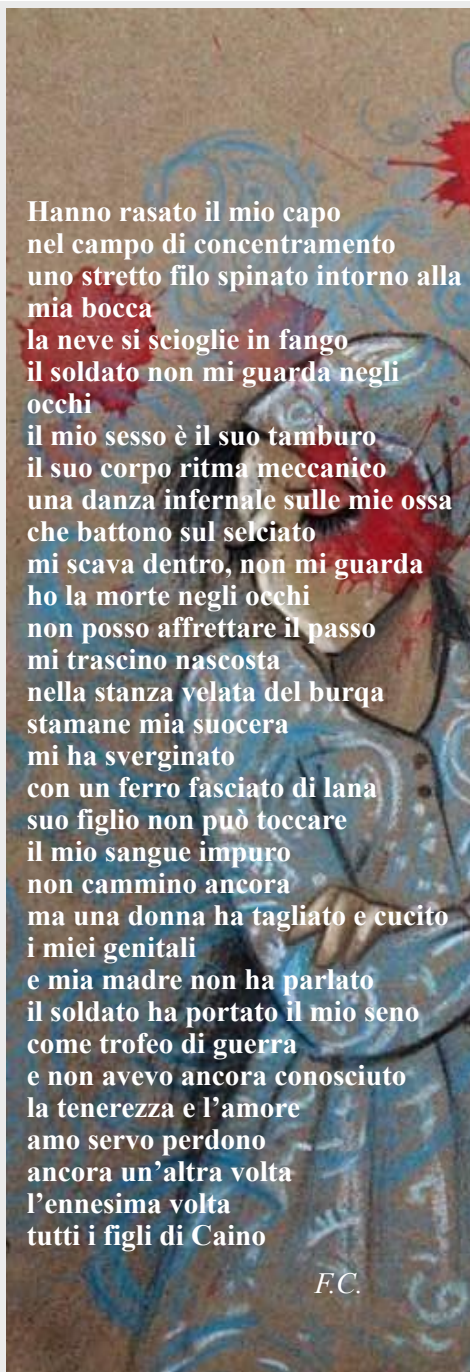 Hanno rasato il mio capo
nel campo di concentramento
uno stretto filo spinato intorno alla
mia bocca
la neve si scioglie in fango
il soldato non mi guarda negli
occhi
il mio sesso è il suo tamburo
il suo corpo ritma meccanico
una danza infernale sulle mie ossa
che battono sul selciato
mi scava dentro, non mi guarda
ho la morte negli occhi
non posso affrettare il passo
mi trascino nascosta
nella stanza velata del burqa
stamane mia suocera
mi ha sverginato
con un ferro fasciato di lana
suo figlio non può toccare
il mio sangue impuro
non cammino ancora
ma una donna ha tagliato e cucito
i miei genitali
e mia madre non ha parlato
il soldato ha portato il mio seno
come trofeo di guerra
e non avevo ancora conosciuto
la tenerezza e l’amore
amo servo perdono
ancora un’altra volta
l’ennesima volta
tutti i figli di Caino
F.C.